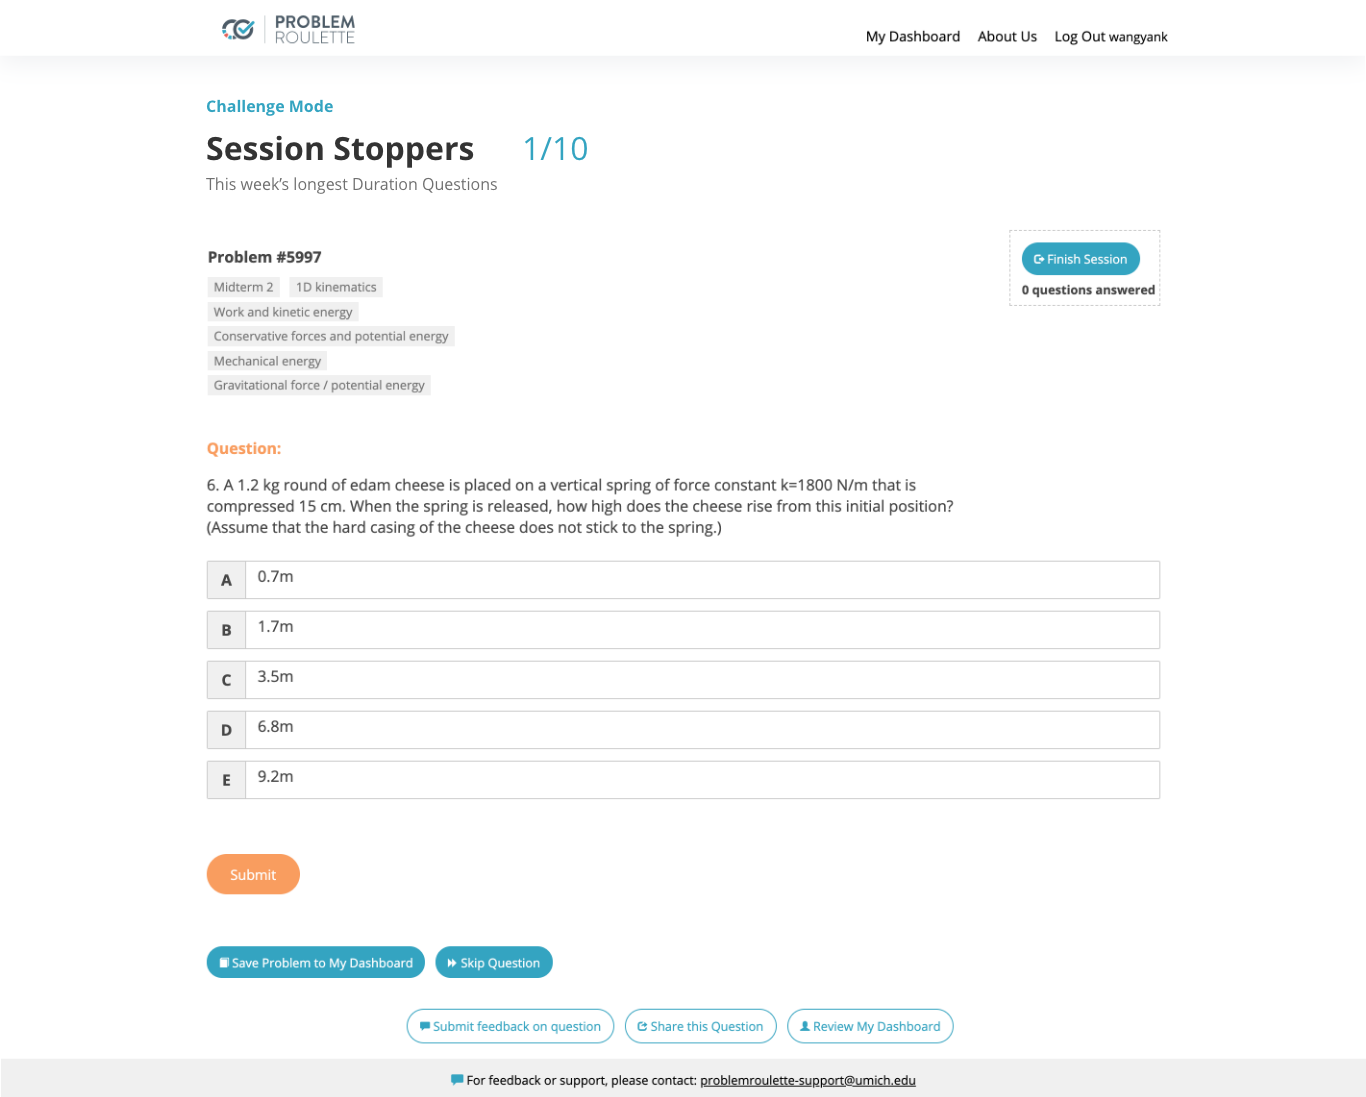 PROBLEM
ROULETTE
My Dashboard About Us Log Out wangyank
Challenge Mode
Session Stoppers 1/10
This week's longest Duration Questions
Problem #5997
Finish Session
0 questions answered
Midterm 2 1D kinematics
Work and kinetic energy
Conservative forces and potential energy
Mechanical energy
Gravitational force / potential energy
Question:
6. A 1.2 kg round of edam cheese is placed on a vertical spring of force constant k=1800 N/m that is
compressed 15 cm. When the spring is released, how high does the cheese rise from this initial position?
(Assume that the hard casing of the cheese does not stick to the spring.)
A 0.7m
B 1.7m
C 3.5m
D 6.8m
E 9.2m
Submit
Save Problem to My Dashboard Skip Question
Submit feedback on question Share this Question Review My Dashboard
For feedback or support, please contact: problemroulette-support@umich.edu